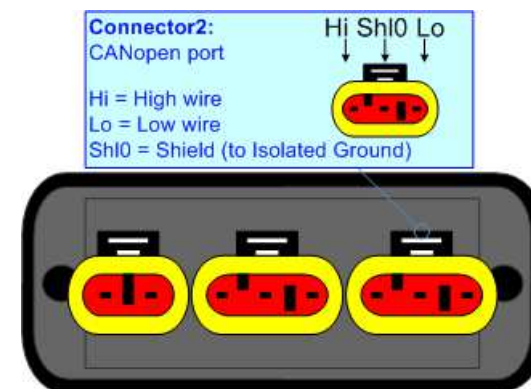 Connector2:
CANopen port
Hi = High wire
Lo = Low wire
Shl0 = Shield (to Isolated Ground)
Hi Shl0 Lo